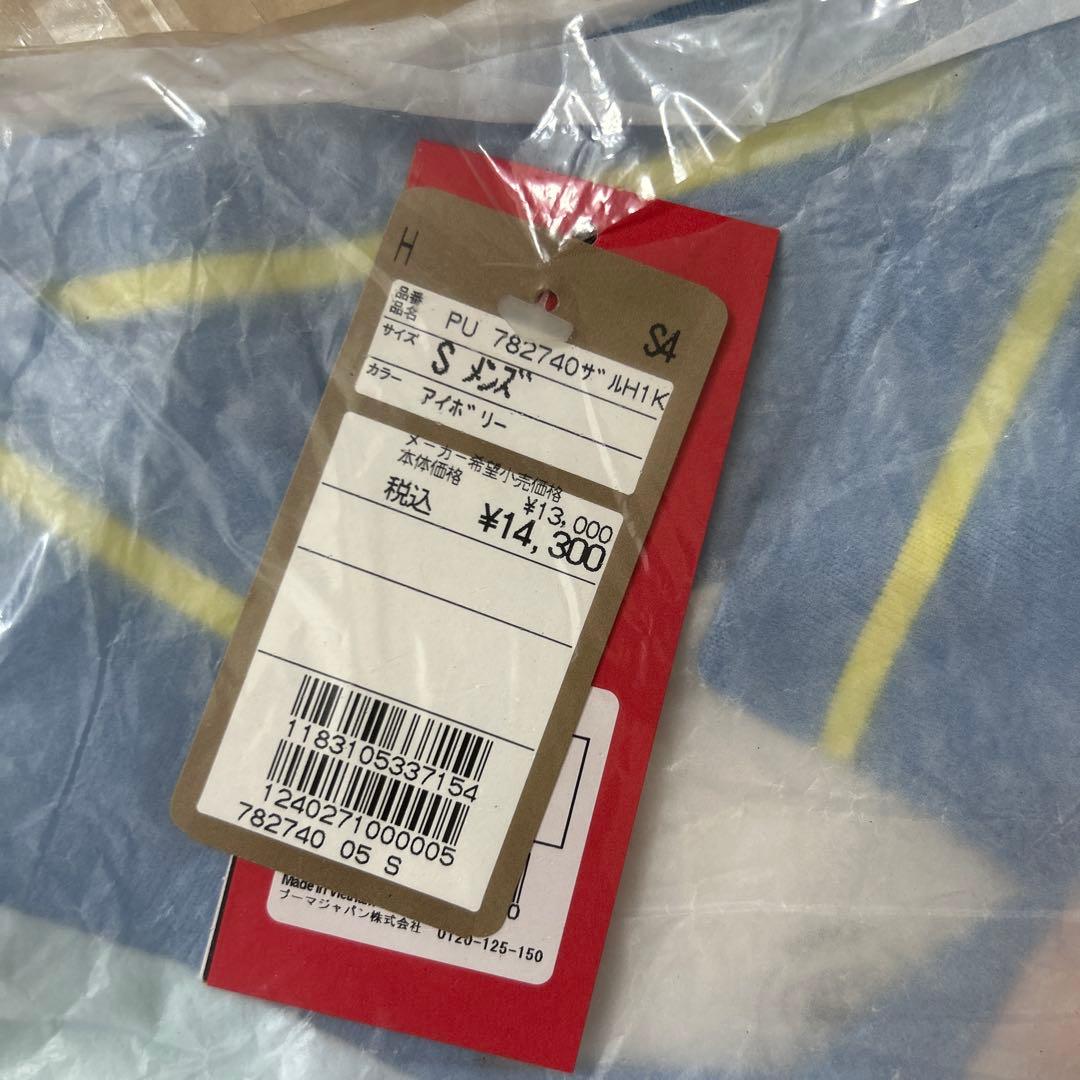 H
S4
品番
品名
PU 782740ザルH1K
サイズ
S メンズ
カラー
アイボリー
メーカー希望小売価格
本体価格
¥13,000
税込
¥14,300
1183105337154
1240271000005
782740 05 S
Made in
プーマジャパン株式会社
0120-125-150